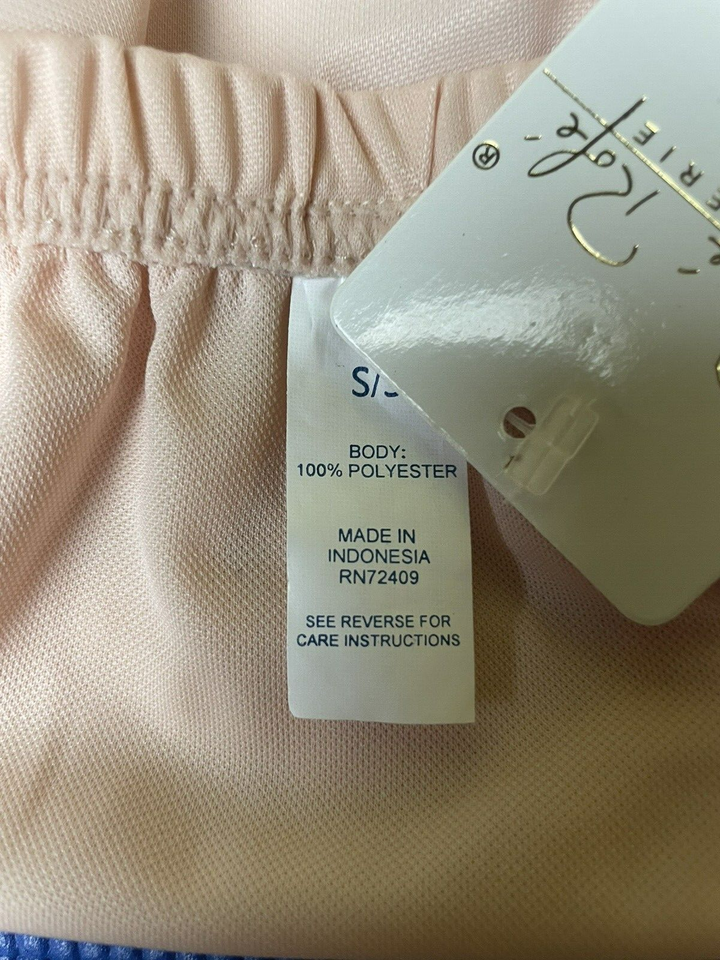 ®
S/S
BODY:
100% POLYESTER
MADE IN
INDONESIA
RN72409
SEE REVERSE FOR
CARE INSTRUCTIONS